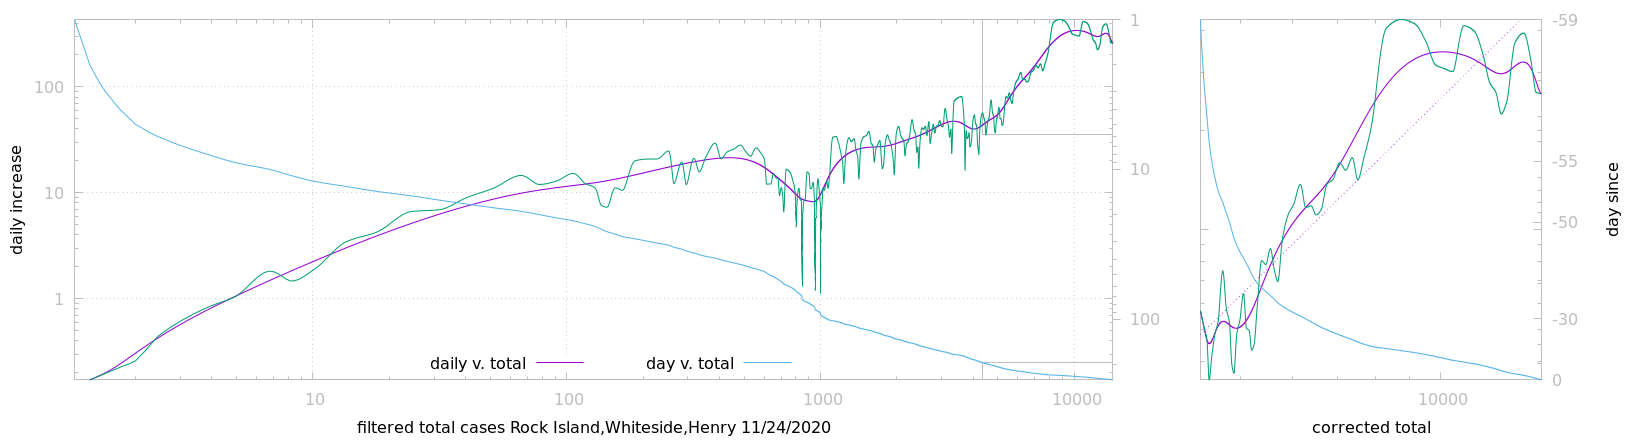 daily increase
100
10
1
10
100
1000
10000
1
10
100
daily v. total
day v. total
filtered total cases Rock Island,Whiteside,Henry 11/24/2020
10000
corrected total
-59
-55
-50
-30
0
day since